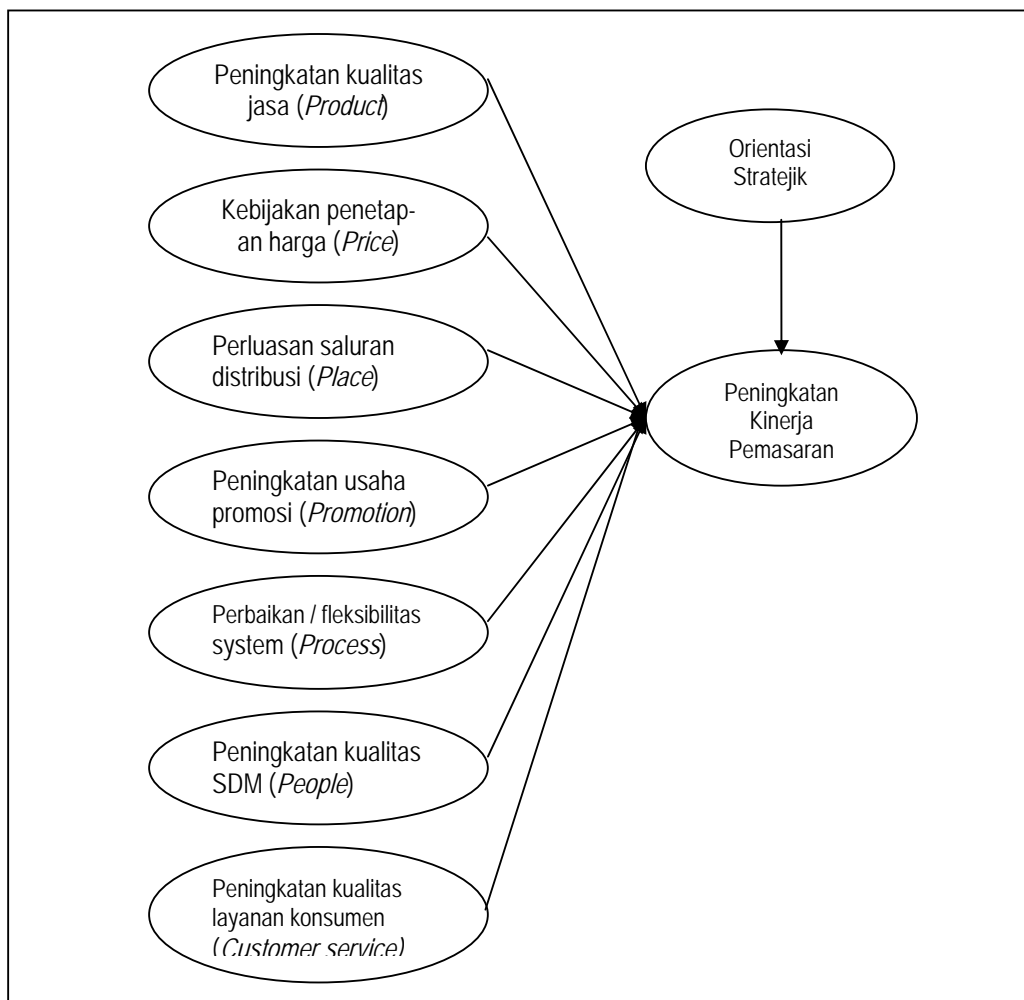 Peningkatan kualitas
jasa (Product)
Kebijakan penetap-
an harga (Price)
Perluasan saluran
distribusi (Place)
Peningkatan usaha
promosi (Promotion)
Perbaikan / fleksibilitas
system (Process)
Peningkatan kualitas
SDM (People)
Peningkatan kualitas
layanan konsumen
(Customer service)
Orientasi
Stratejik
Peningkatan
Kinerja
Pemasaran